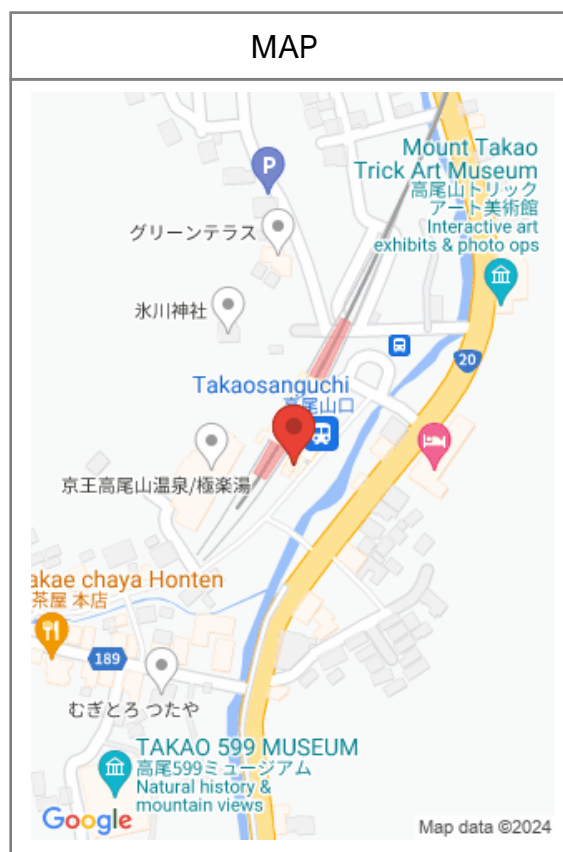 MAP
P
Mount Takao
Trick Art Museum
高尾山トリック
アート美術館
Interactive art
exhibits & photo ops
グリーンテラス
氷川神社
20
Takaosanguchi
高尾山口
京王高尾山温泉/極楽湯
akae chaya Honten
茶屋 本店
189
むぎとろ つたや
TAKAO 599 MUSEUM
高尾599ミュージアム
Natural history &
mountain views
Google
Map data ©2024